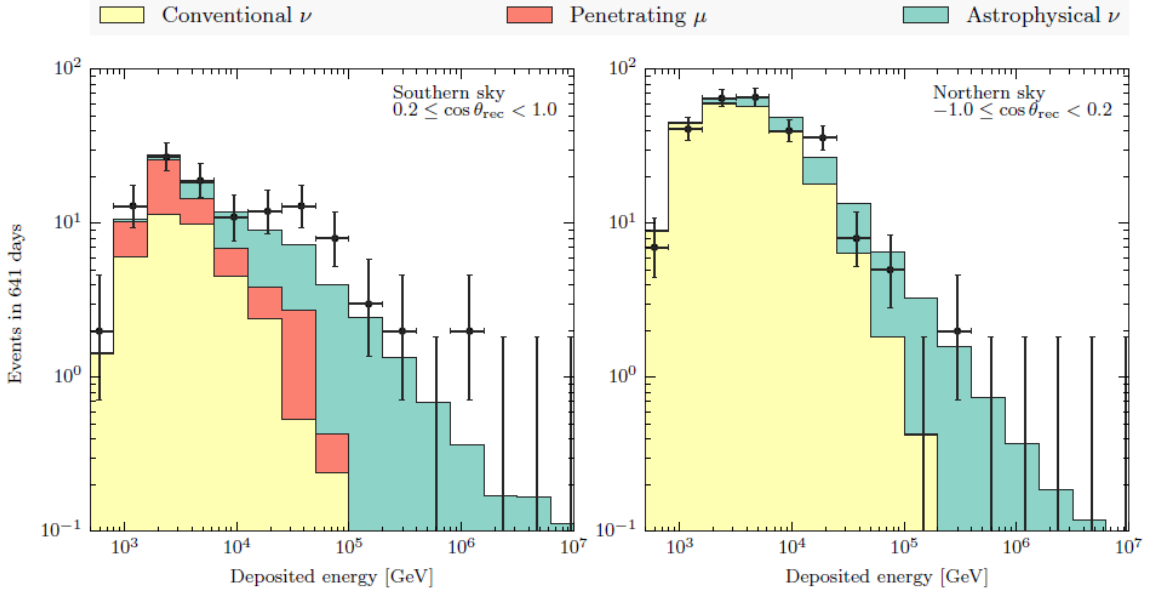 Conventional ν Penetrating μ Astrophysical ν
Events in 641 days
10²
10¹
10⁰
10⁻¹
Southern sky
0.2 ≤ cos θrec < 1.0
10³ 10⁴ 10⁵ 10⁶ 10⁷
Deposited energy [GeV]
10²
10¹
10⁰
10⁻¹
Northern sky
−1.0 ≤ cos θrec < 0.2
10³ 10⁴ 10⁵ 10⁶ 10⁷
Deposited energy [GeV]